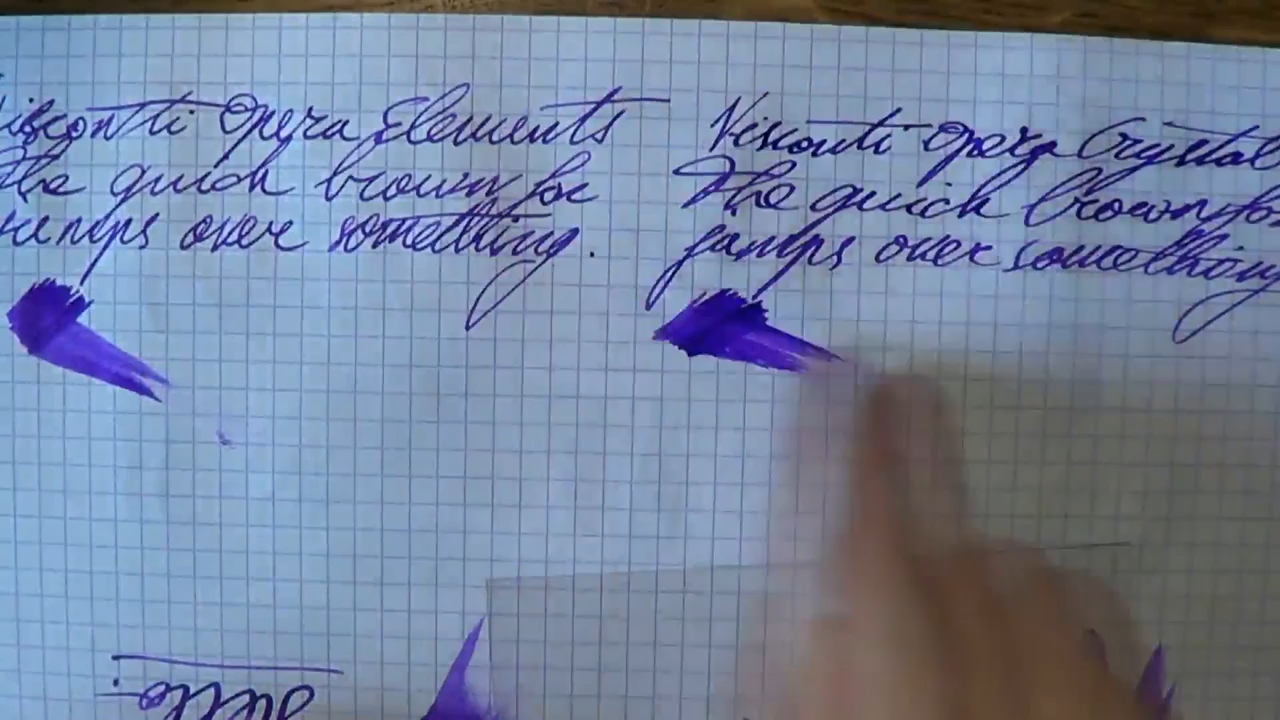 Visconti Opera Elements
The quick brown fox
jumps over something.
Visconti Opera Crystal
The quick brown fox
jumps over something